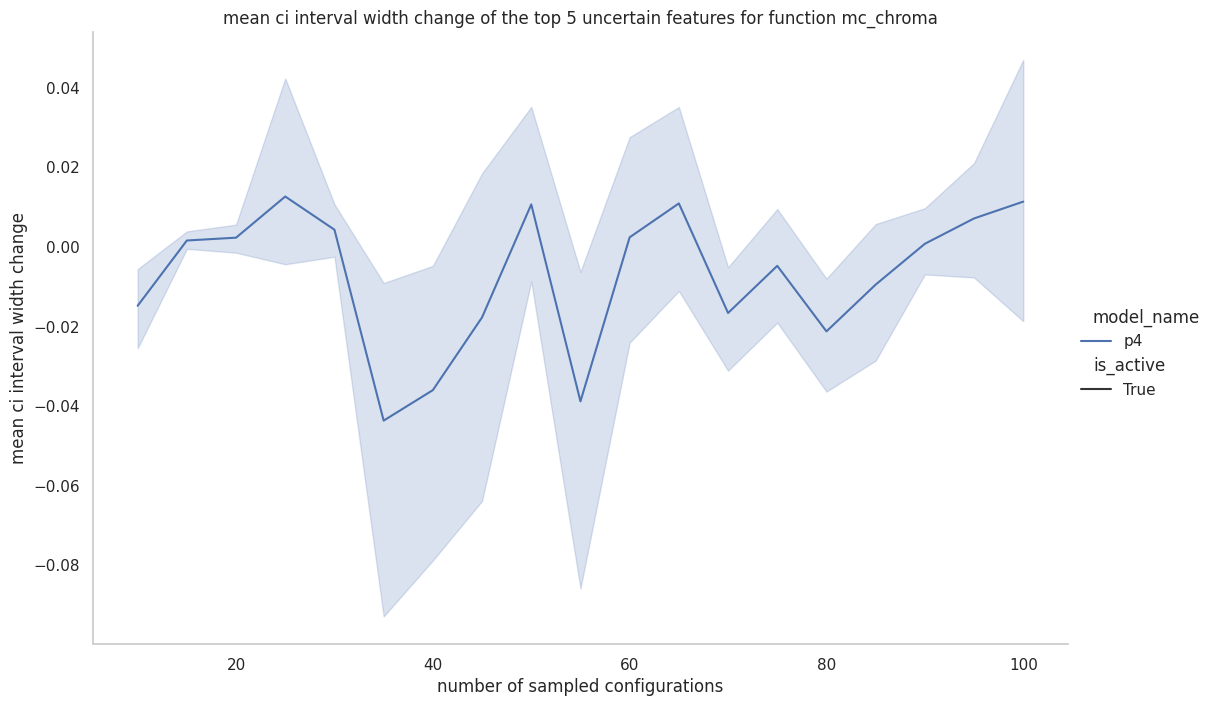 mean ci interval width change of the top 5 uncertain features for function mc_chroma
mean ci interval width change
0.04
0.02
0.00
−0.02
−0.04
−0.06
−0.08
20
40
60
80
100
number of sampled configurations
model_name
p4
is_active
True